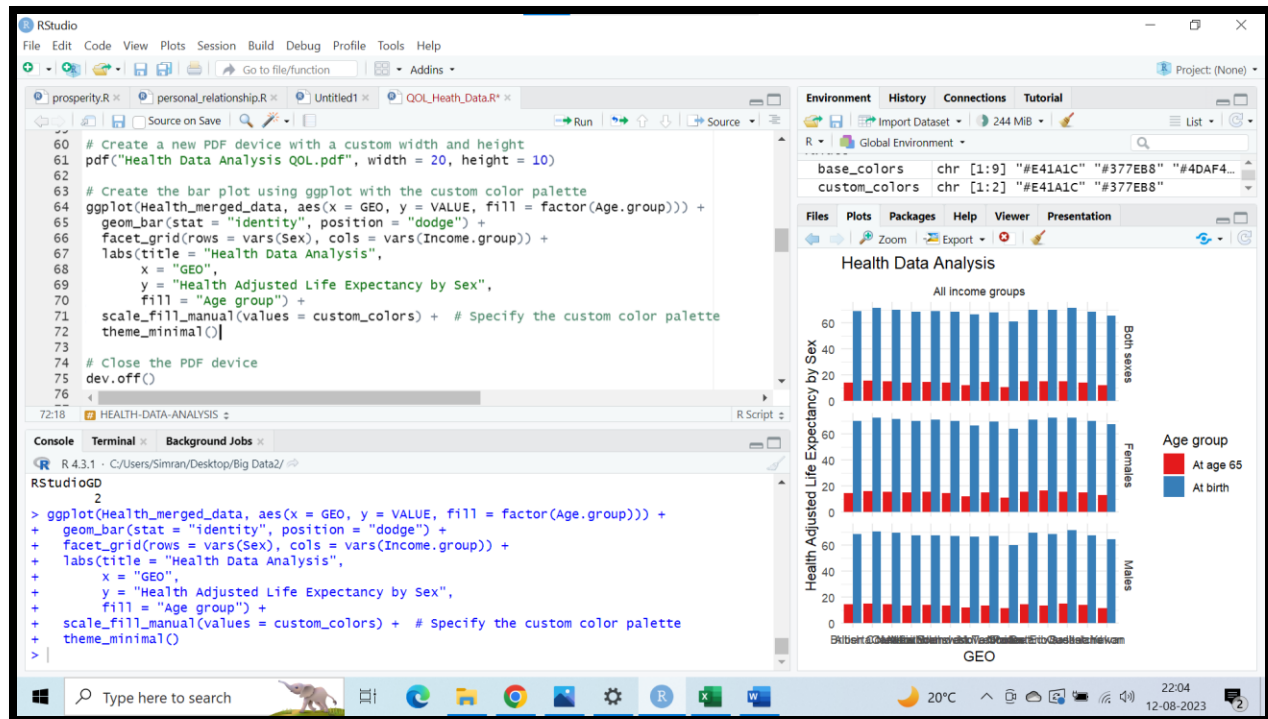 RStudio
File Edit Code View Plots Session Build Debug Profile Tools Help
Go to file/function
Addins
Project: (None)
prosperity.R
personal_relationship.R
Untitled1
QOL_Heath_Data.R*
Source on Save
Run
Source
60 # Create a new PDF device with a custom width and height
61 pdf("Health Data Analysis QOL.pdf", width = 20, height = 10)
62
63 # Create the bar plot using ggplot with the custom color palette
64 ggplot(Health_merged_data, aes(x = GEO, y = VALUE, fill = factor(Age.group))) +
65 geom_bar(stat = "identity", position = "dodge") +
66 facet_grid(rows = vars(Sex), cols = vars(Income.group)) +
67 labs(title = "Health Data Analysis",
68 x = "GEO",
69 y = "Health Adjusted Life Expectancy by Sex",
70 fill = "Age group") +
71 scale_fill_manual(values = custom_colors) + # Specify the custom color palette
72 theme_minimal()
73
74 # Close the PDF device
75 dev.off()
76
72:18 # HEALTH-DATA-ANALYSIS
R Script
Console Terminal Background Jobs
R 4.3.1 · C:/Users/Simran/Desktop/Big Data2/
RStudioGD
2
> ggplot(Health_merged_data, aes(x = GEO, y = VALUE, fill = factor(Age.group))) +
+ geom_bar(stat = "identity", position = "dodge") +
+ facet_grid(rows = vars(Sex), cols = vars(Income.group)) +
+ labs(title = "Health Data Analysis",
+ x = "GEO",
+ y = "Health Adjusted Life Expectancy by Sex",
+ fill = "Age group") +
+ scale_fill_manual(values = custom_colors) + # Specify the custom color palette
+ theme_minimal()
>
Environment History Connections Tutorial
Import Dataset
244 MiB
List
R
Global Environment
base_colors chr [1:9] "#E41A1C" "#377EB8" "#4DAF4…
custom_colors chr [1:2] "#E41A1C" "#377EB8"
Files Plots Packages Help Viewer Presentation
Zoom
Export
Health Data Analysis
All income groups
Health Adjusted Life Expectancy by Sex
60
40
20
0
Both sexes
60
40
20
0
Females
60
40
20
0
Males
GEO
Age group
At age 65
At birth
Type here to search
20°C
22:04
12-08-2023
2